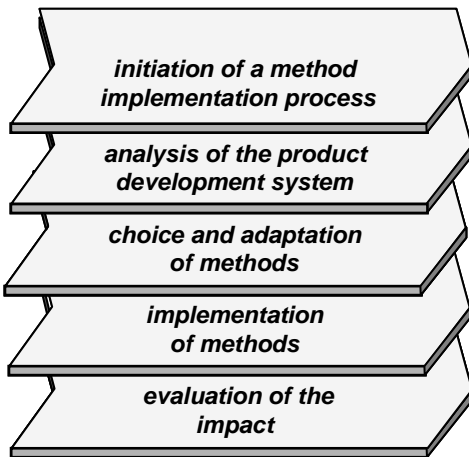 initiation of a method
implementation process
analysis of the product
development system
choice and adaptation
of methods
implementation
of methods
evaluation of the
impact